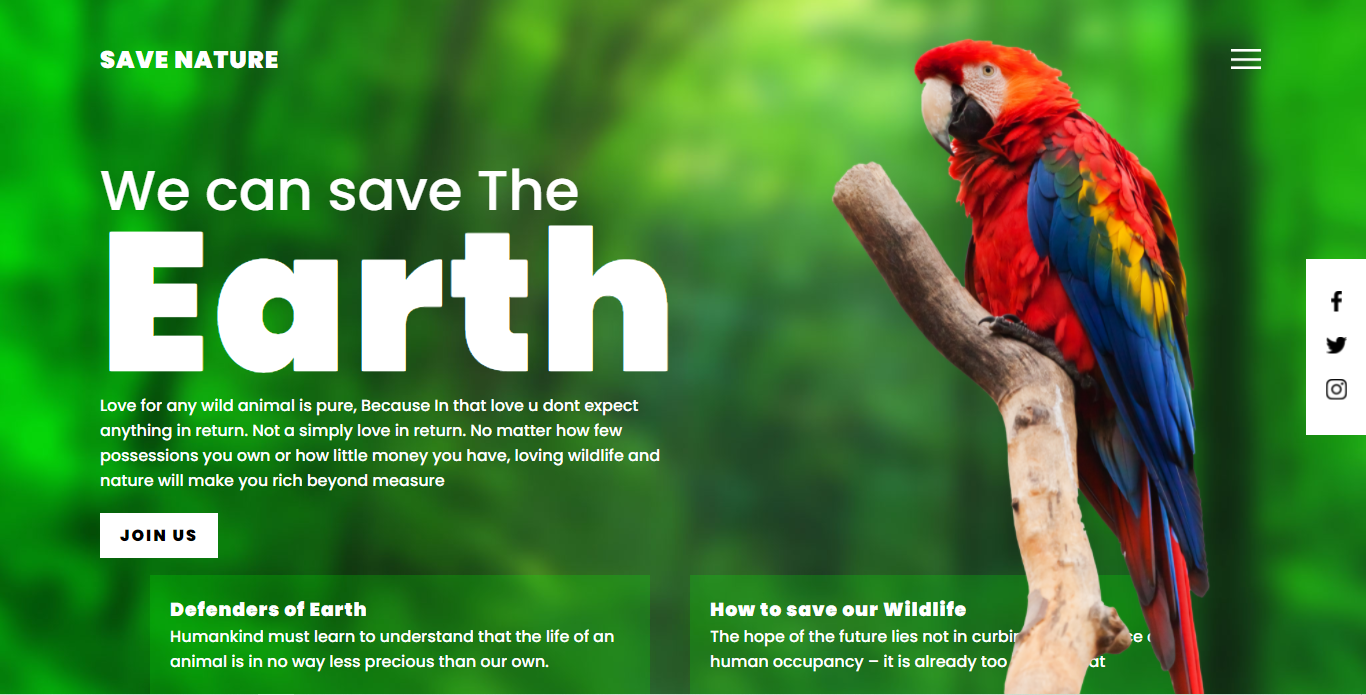 SAVE NATURE
We can save The
Earth
Love for any wild animal is pure, Because In that love u dont expect
anything in return. Not a simply love in return. No matter how few
possessions you own or how little money you have, loving wildlife and
nature will make you rich beyond measure
JOIN US
Defenders of Earth
Humankind must learn to understand that the life of an
animal is in no way less precious than our own.
How to save our Wildlife
The hope of the future lies not in
human occupancy – it is already too